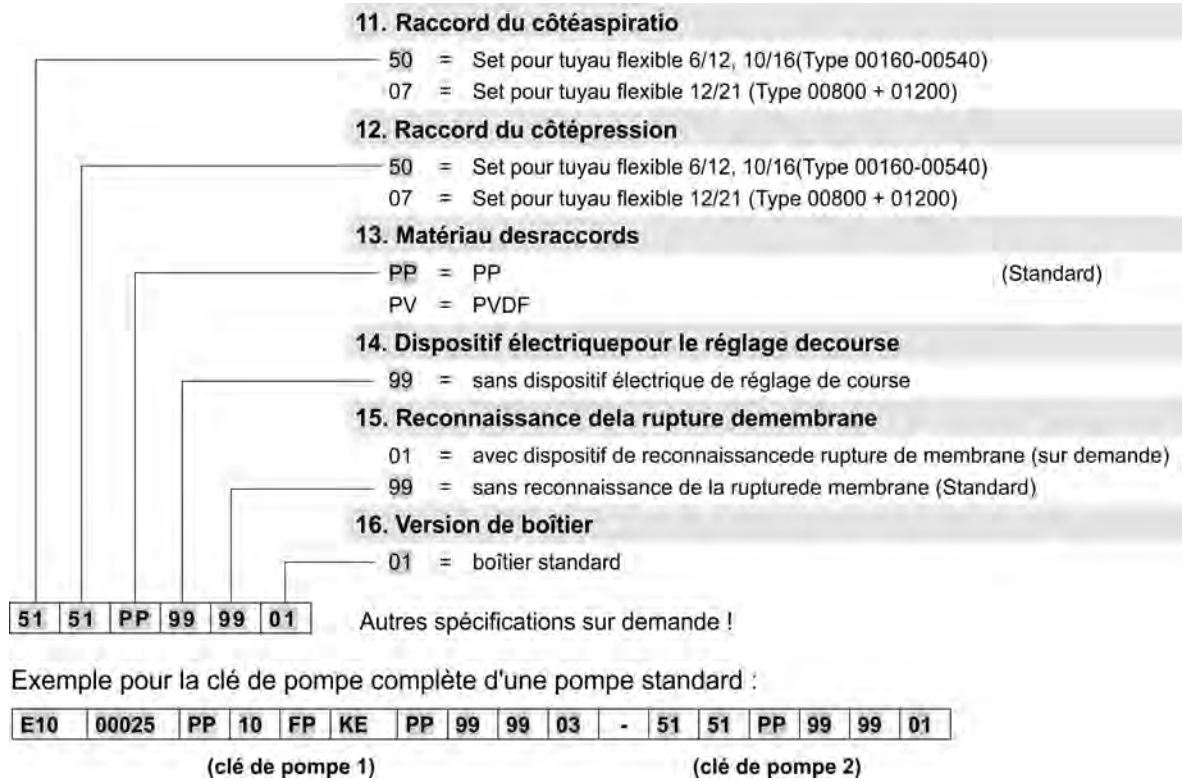 11. Raccord du côtéaspiratio
50 = Set pour tuyau flexible 6/12, 10/16(Type 00160-00540)
07 = Set pour tuyau flexible 12/21 (Type 00800 + 01200)
12. Raccord du côtépression
50 = Set pour tuyau flexible 6/12, 10/16(Type 00160-00540)
07 = Set pour tuyau flexible 12/21 (Type 00800 + 01200)
13. Matériau desraccords
PP = PP (Standard)
PV = PVDF
14. Dispositif électriquepour le réglage decourse
99 = sans dispositif électrique de réglage de course
15. Reconnaissance dela rupture demembrane
01 = avec dispositif de reconnaissancede rupture de membrane (sur demande)
99 = sans reconnaissance de la rupturede membrane (Standard)
16. Version de boîtier
01 = boîtier standard
51 51 PP 99 99 01 Autres spécifications sur demande !
Exemple pour la clé de pompe complète d'une pompe standard :
E10 00025 PP 10 FP KE PP 99 99 03 - 51 51 PP 99 99 01
(clé de pompe 1) (clé de pompe 2)